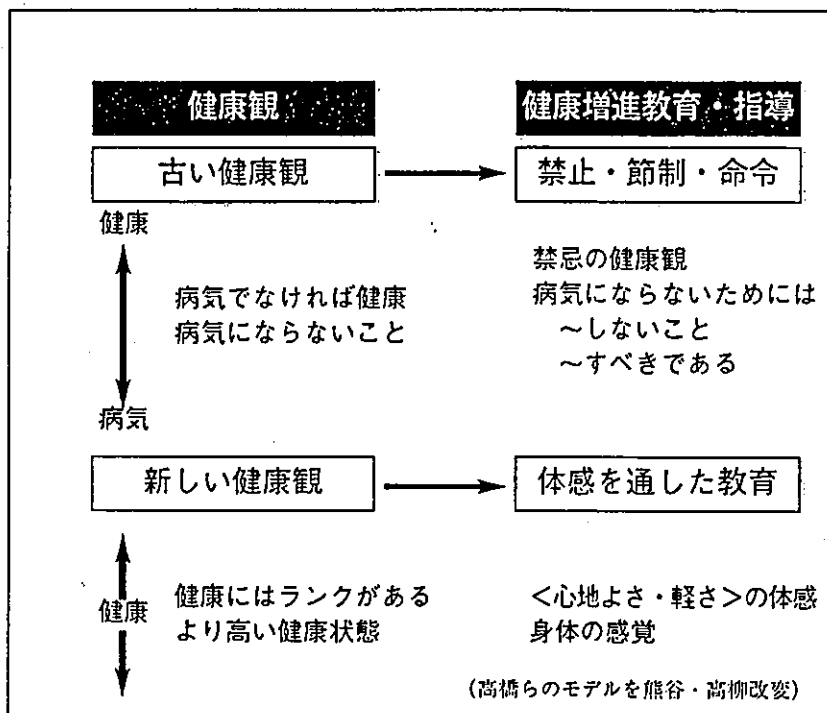 健康観
健康増進教育・指導
古い健康観
禁止・節制・命令
健康
病気でなければ健康
病気にならないこと
病気
禁忌の健康観
病気にならないためには
～しないこと
～すべきである
新しい健康観
体感を通した教育
健康
健康にはランクがある
より高い健康状態
＜心地よさ・軽さ＞の体感
身体の感覚
(高橋らのモデルを熊谷・高柳改変)